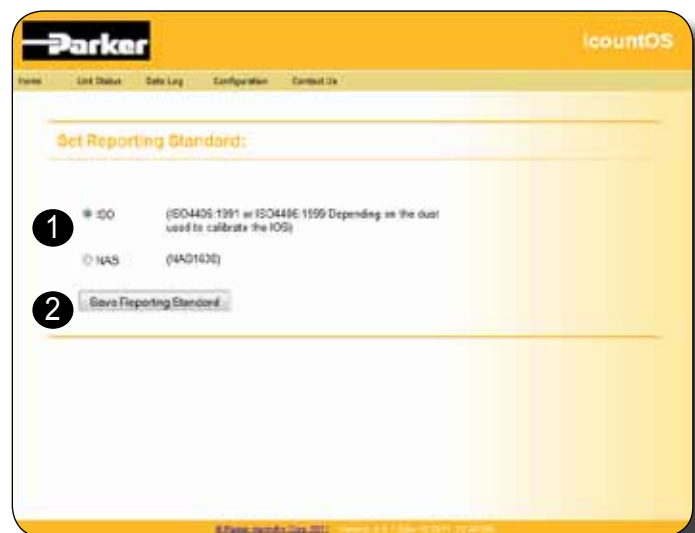 Parker
IcountOS
Home Link Status Data Log Configuration Contact Us
Set Reporting Standard:
1
ISO (ISO4406:1991 or ISO4406:1999 Depending on the dust
used to calibrate the IOS)
NAS (NAS1638)
2
Save Reporting Standard